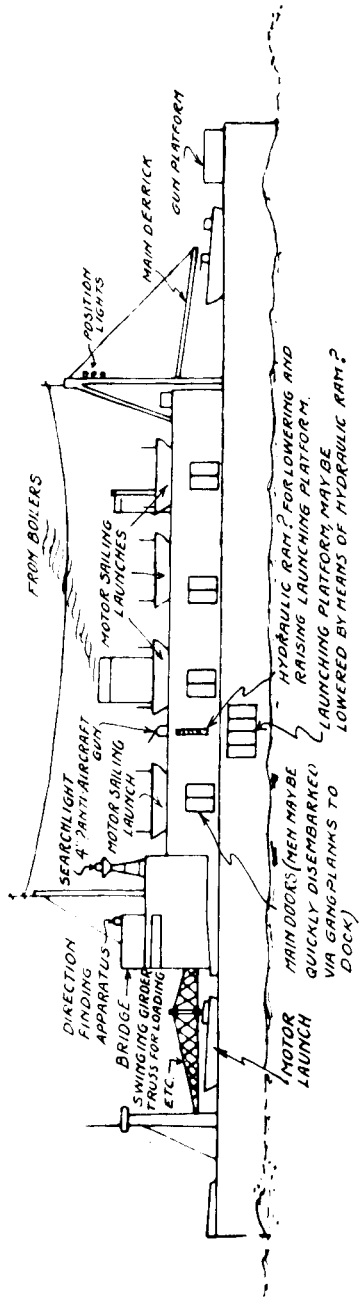 DIRECTION
FINDING
APPARATUS
BRIDGE
SWINGING GIRDER
TRUSS FOR LOADING
ETC.
SEARCHLIGHT
4"? ANTI-AIRCRAFT
GUN
MOTOR SAILING
LAUNCH
FROM BOILERS
MOTOR SAILING
LAUNCHES
POSITION
LIGHTS
MAIN DERRICK
GUN PLATFORM
MOTOR
LAUNCH
MAIN DOORS (MEN MAY BE
QUICKLY DISEMBARKED
VIA GANGPLANKS TO
DOCK)
HYDRAULIC RAM? FOR LOWERING AND
RAISING LAUNCHING PLATFORM.
LAUNCHING PLATFORM, MAY BE
LOWERED BY MEANS OF HYDRAULIC RAM?